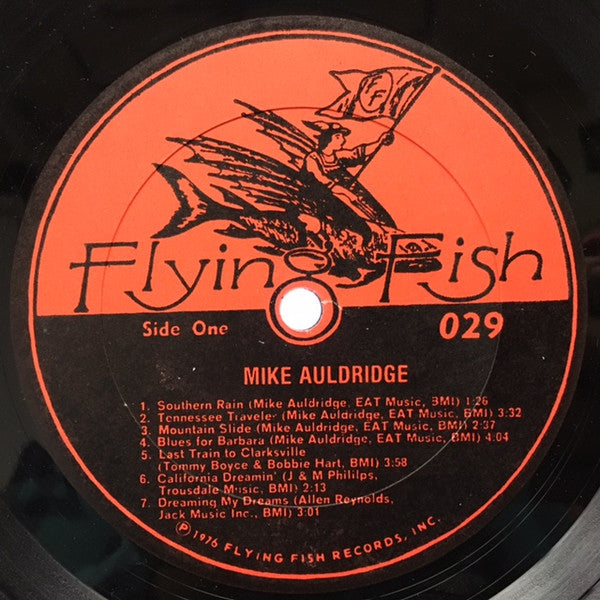 Flying Fish
Side One
029
MIKE AULDRIDGE
1. Southern Rain (Mike Auldridge, EAT Music, BMI) 1:26
2. Tennessee Traveler (Mike Auldridge, EAT Music, BMI) 3:32
3. Mountain Slide (Mike Auldridge, EAT Music, BMI) 2:37
4. Blues for Barbara (Mike Auldridge, EAT Music, BMI) 4:04
5. Last Train to Clarksville
(Tommy Boyce & Bobbie Hart, BMI) 3:58
6. California Dreamin' (J & M Phililps,
Trousdale Music, BMI) 2:13
7. Dreaming My Dreams (Allen Reynolds,
Jack Music Inc., BMI) 3:01
℗ 1976 FLYING FISH RECORDS, INC.